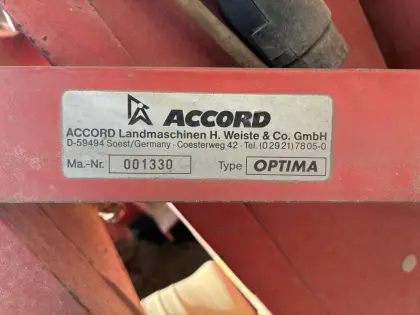 ACCORD
ACCORD Landmaschinen H. Weiste & Co. GmbH
D-59494 Soest/Germany · Coesterweg 42 · Tel. (02921)7805-0
Ma.-Nr. 001330 Type OPTIMA